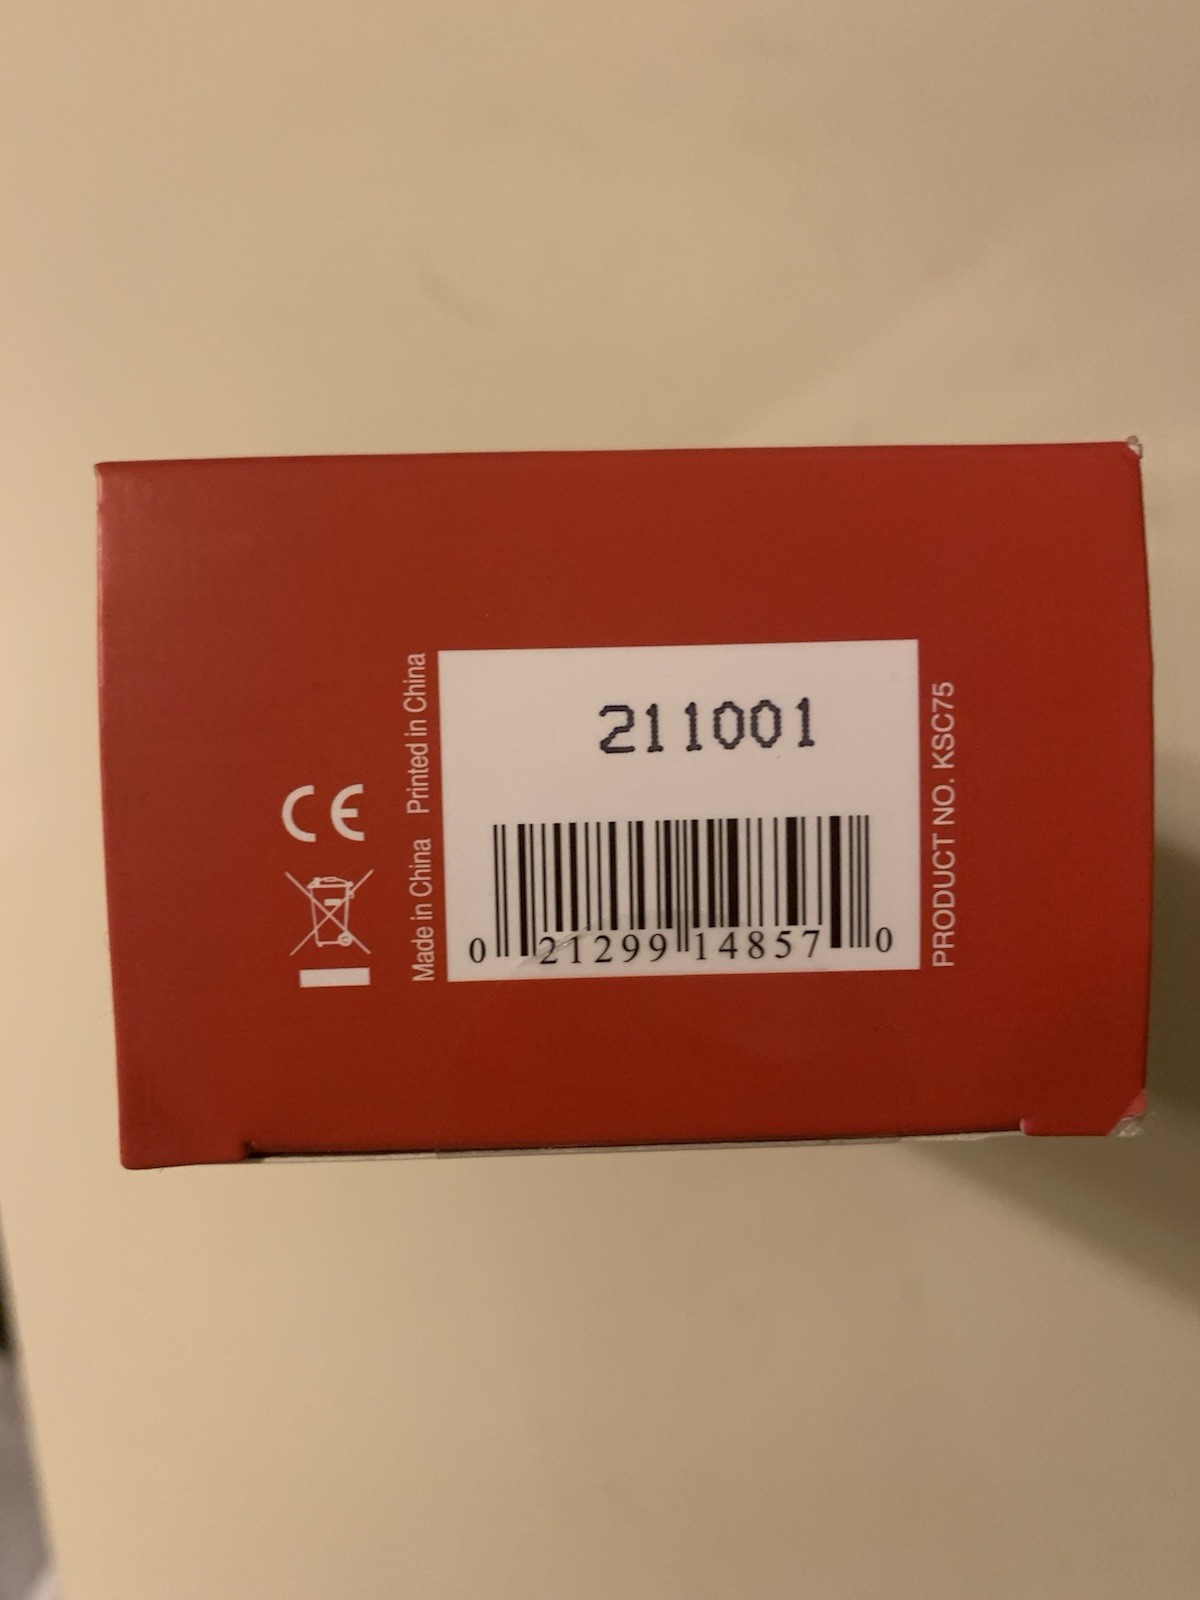 CE
Made in China Printed in China
211001
0 21299 14857 0
PRODUCT NO. KSC75